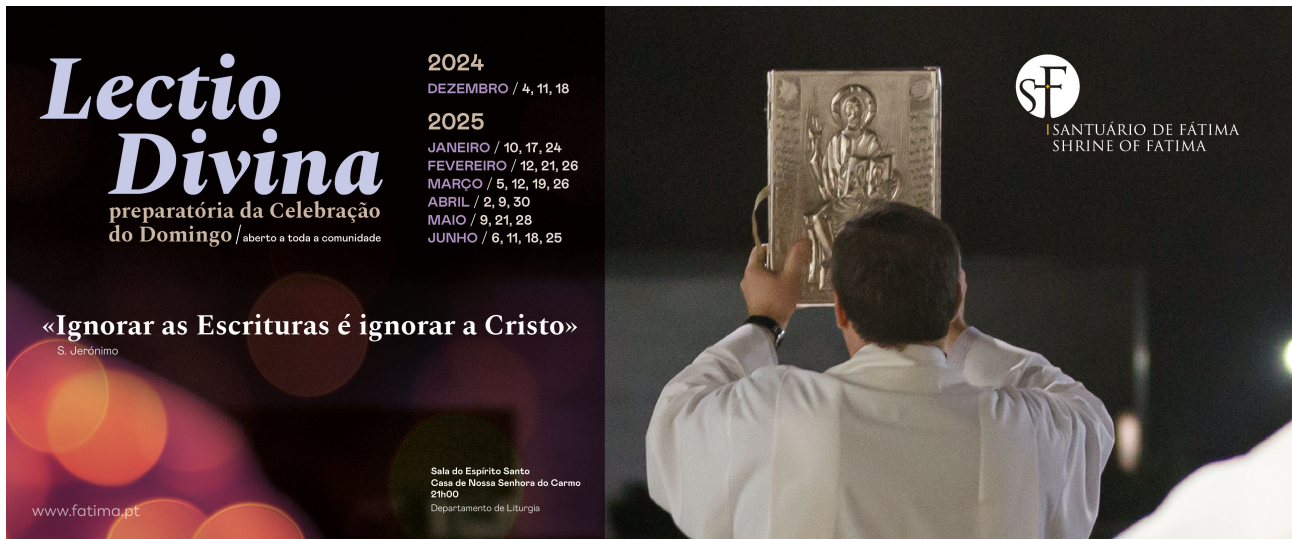 Lectio
Divina
preparatória da Celebração
do Domingo / aberto a toda a comunidade
2024
DEZEMBRO / 4, 11, 18
2025
JANEIRO / 10, 17, 24
FEVEREIRO / 12, 21, 26
MARÇO / 5, 12, 19, 26
ABRIL / 2, 9, 30
MAIO / 9, 21, 28
JUNHO / 6, 11, 18, 25
«Ignorar as Escrituras é ignorar a Cristo»
S. Jerónimo
Sala do Espírito Santo
Casa de Nossa Senhora do Carmo
21h00
Departamento de Liturgia
www.fatima.pt
SF
SANTUÁRIO DE FÁTIMA
SHRINE OF FATIMA